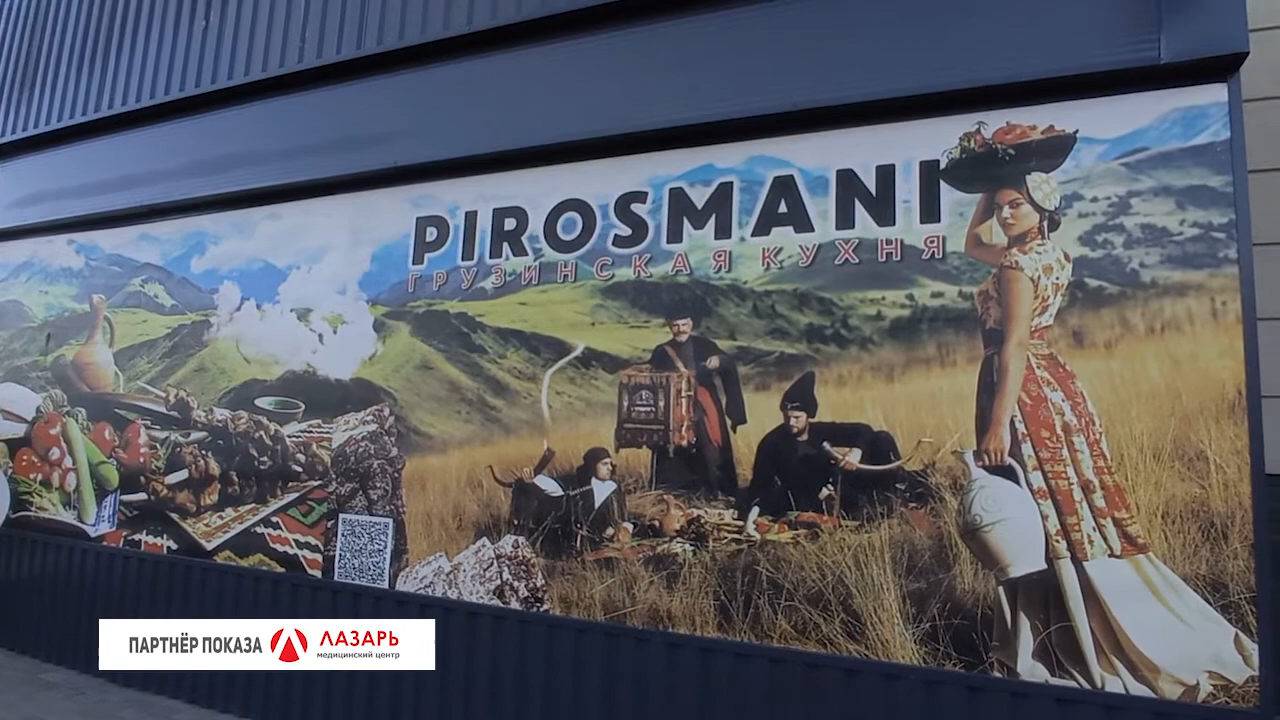 PIROSMANI
ГРУЗИНСКАЯ КУХНЯ
ПАРТНЁР ПОКАЗА ЛАЗАРЬ
медицинский центр